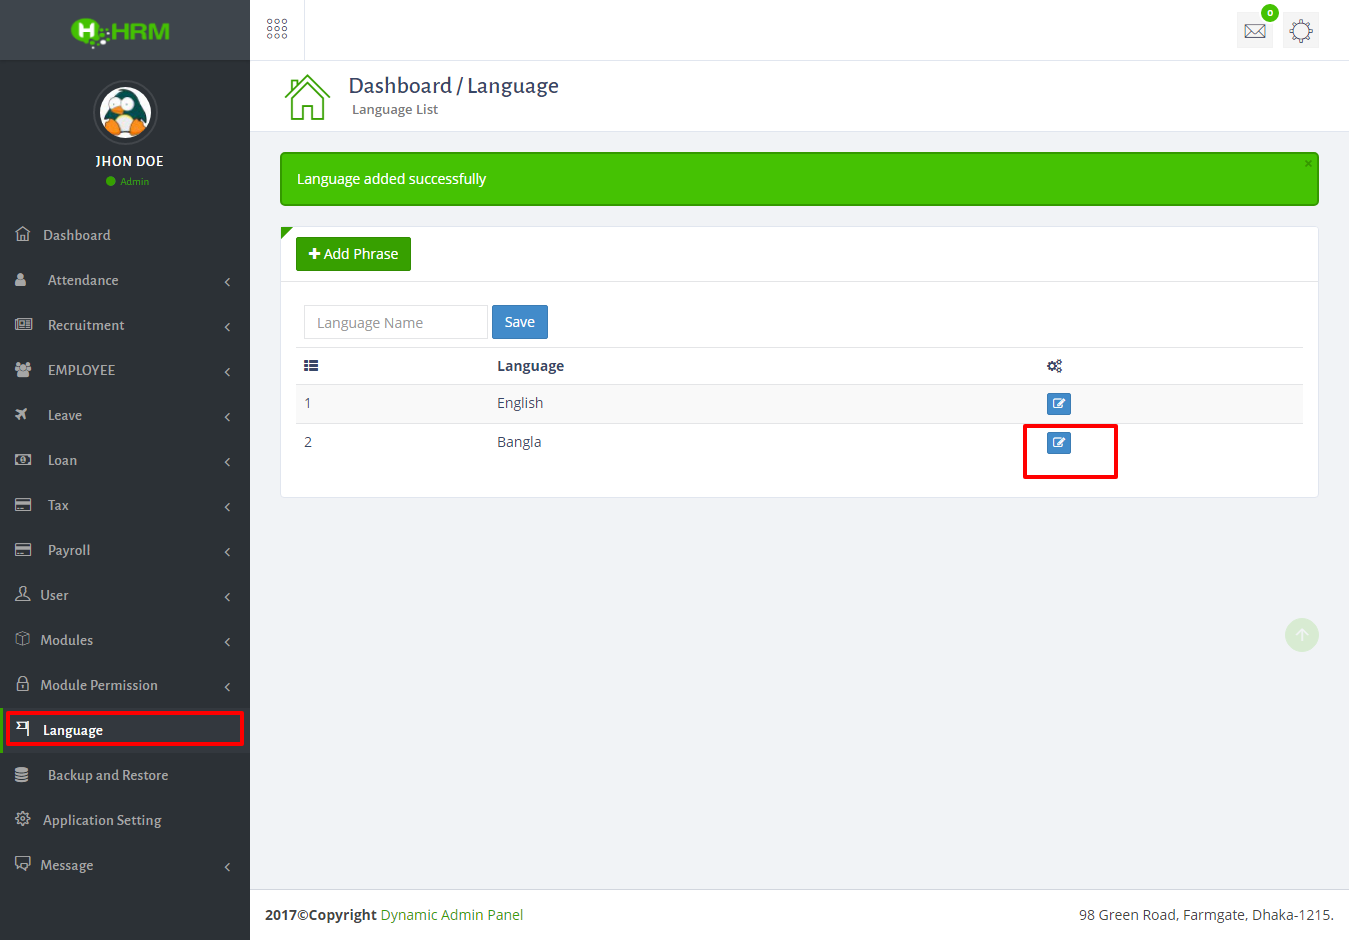 HRM
JHON DOE
Admin
Dashboard
Attendance
Recruitment
EMPLOYEE
Leave
Loan
Tax
Payroll
User
Modules
Module Permission
Language
Backup and Restore
Application Setting
Message
0
Dashboard / Language
Language List
Language added successfully
×
Add Phrase
Language Name
Save
Language
1 English
2 Bangla
2017©Copyright Dynamic Admin Panel
98 Green Road, Farmgate, Dhaka-1215.